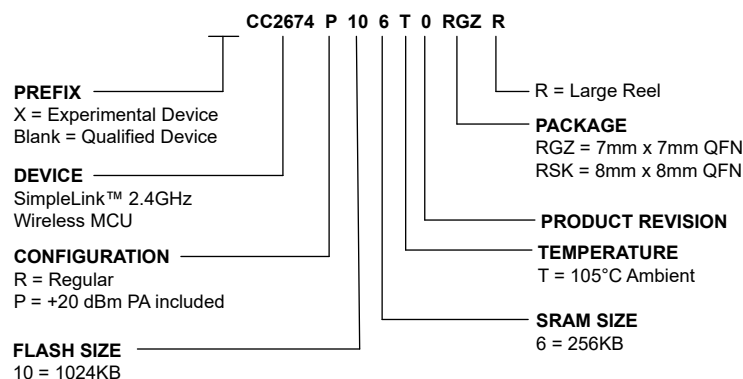 CC2674 P 10 6 T 0 RGZ R
PREFIX
X = Experimental Device
Blank = Qualified Device
DEVICE
SimpleLink™ 2.4GHz
Wireless MCU
CONFIGURATION
R = Regular
P = +20 dBm PA included
FLASH SIZE
10 = 1024KB
R = Large Reel
PACKAGE
RGZ = 7mm x 7mm QFN
RSK = 8mm x 8mm QFN
PRODUCT REVISION
TEMPERATURE
T = 105°C Ambient
SRAM SIZE
6 = 256KB